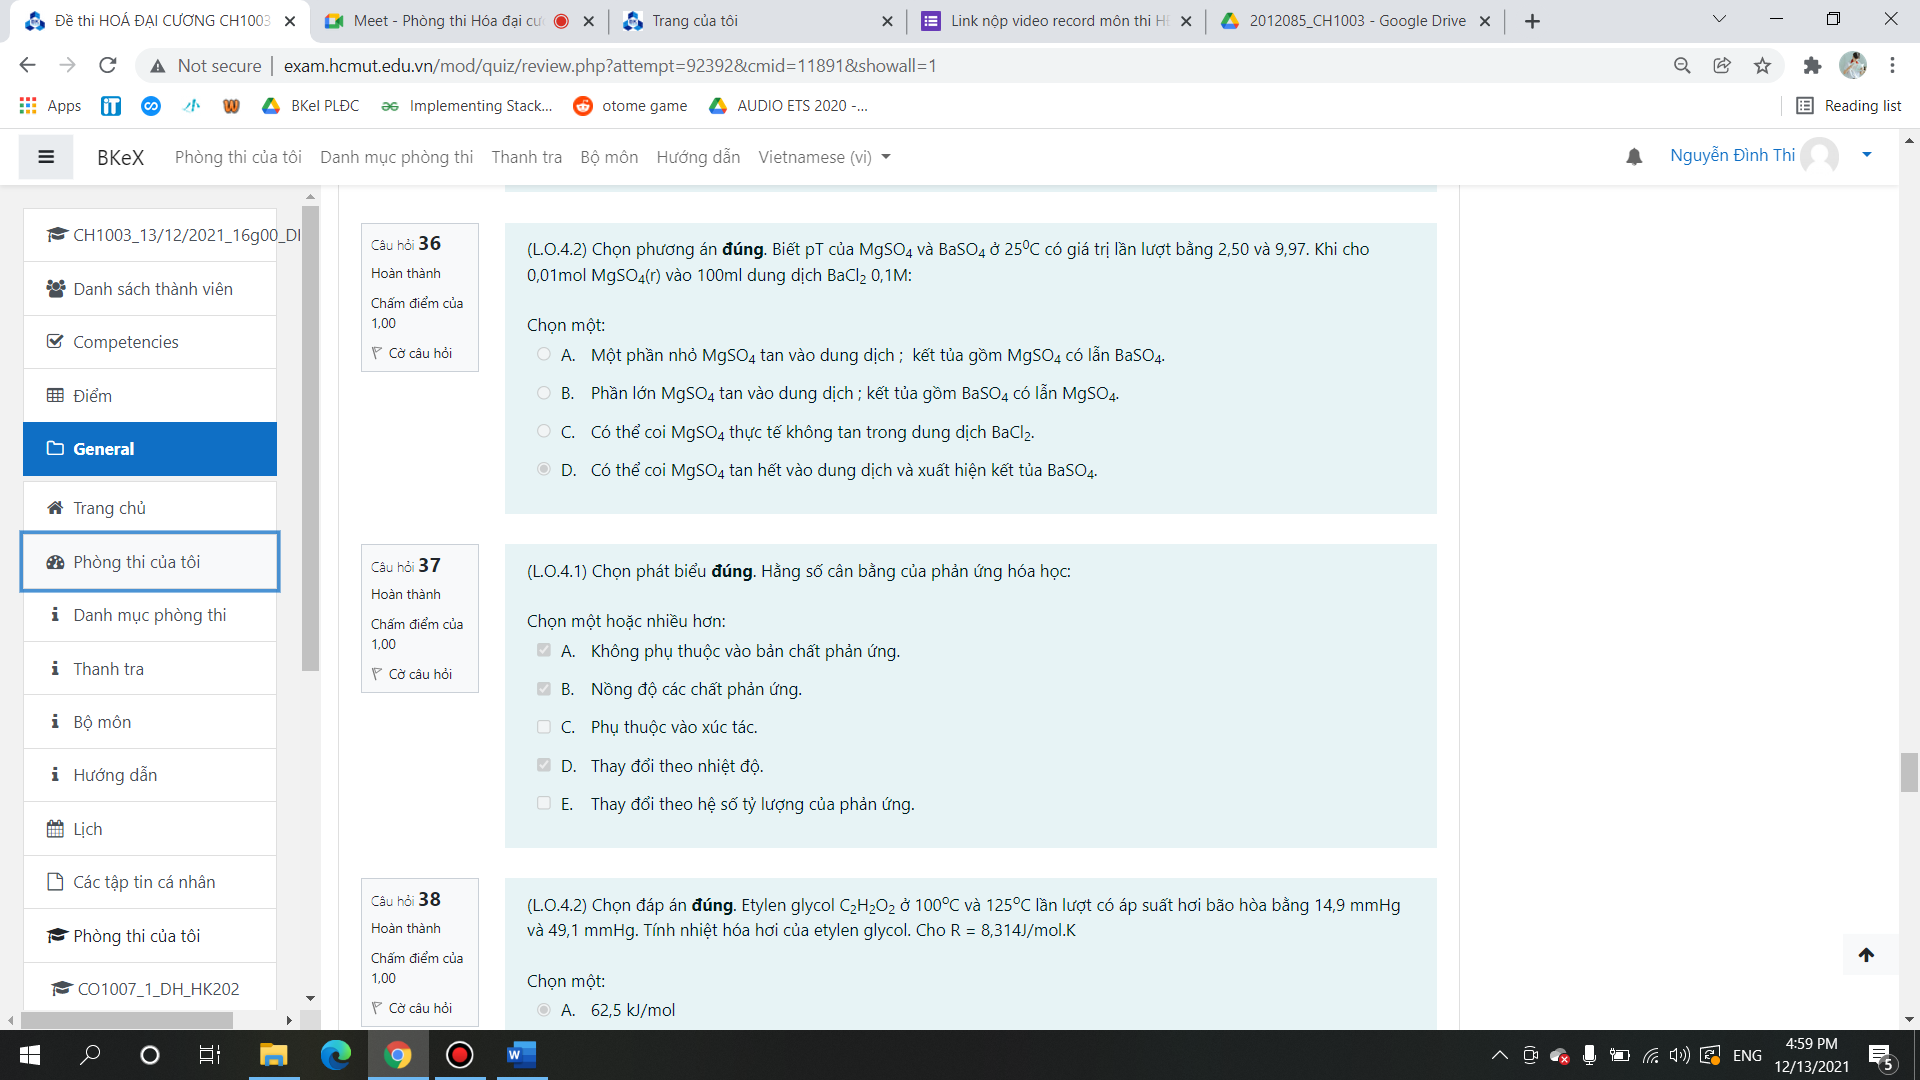 Đề thi HOÁ ĐẠI CƯƠNG CH1003
Meet - Phòng thi Hóa đại cư
Trang của tôi
Link nộp video record môn thi H
2012085_CH1003 - Google Drive
Not secure
exam.hcmut.edu.vn/mod/quiz/review.php?attempt=92392&cmid=11891&showall=1
Apps
BKel PLĐC
Implementing Stack...
otome game
AUDIO ETS 2020 -...
Reading list
BKeX
Phòng thi của tôi
Danh mục phòng thi
Thanh tra
Bộ môn
Hướng dẫn
Vietnamese (vi)
Nguyễn Đình Thi
CH1003_13/12/2021_16g00_DI
Danh sách thành viên
Competencies
Điểm
General
Trang chủ
Phòng thi của tôi
Danh mục phòng thi
Thanh tra
Bộ môn
Hướng dẫn
Lịch
Các tập tin cá nhân
Phòng thi của tôi
CO1007_1_DH_HK202
Câu hỏi 36
Hoàn thành
Chấm điểm của
1,00
Cờ câu hỏi
(L.O.4.2) Chọn phương án đúng. Biết pT của MgSO₄ và BaSO₄ ở 25⁰C có giá trị lần lượt bằng 2,50 và 9,97. Khi cho
0,01mol MgSO₄(r) vào 100ml dung dịch BaCl₂ 0,1M:
Chọn một:
A. Một phần nhỏ MgSO₄ tan vào dung dịch ; kết tủa gồm MgSO₄ có lẫn BaSO₄.
B. Phần lớn MgSO₄ tan vào dung dịch ; kết tủa gồm BaSO₄ có lẫn MgSO₄.
C. Có thể coi MgSO₄ thực tế không tan trong dung dịch BaCl₂.
D. Có thể coi MgSO₄ tan hết vào dung dịch và xuất hiện kết tủa BaSO₄.
Câu hỏi 37
Hoàn thành
Chấm điểm của
1,00
Cờ câu hỏi
(L.O.4.1) Chọn phát biểu đúng. Hằng số cân bằng của phản ứng hóa học:
Chọn một hoặc nhiều hơn:
A. Không phụ thuộc vào bản chất phản ứng.
B. Nồng độ các chất phản ứng.
C. Phụ thuộc vào xúc tác.
D. Thay đổi theo nhiệt độ.
E. Thay đổi theo hệ số tỷ lượng của phản ứng.
Câu hỏi 38
Hoàn thành
Chấm điểm của
1,00
Cờ câu hỏi
(L.O.4.2) Chọn đáp án đúng. Etylen glycol C₂H₂O₂ ở 100⁰C và 125⁰C lần lượt có áp suất hơi bão hòa bằng 14,9 mmHg
và 49,1 mmHg. Tính nhiệt hóa hơi của etylen glycol. Cho R = 8,314J/mol.K
Chọn một:
A. 62,5 kJ/mol
ENG
4:59 PM
12/13/2021
5